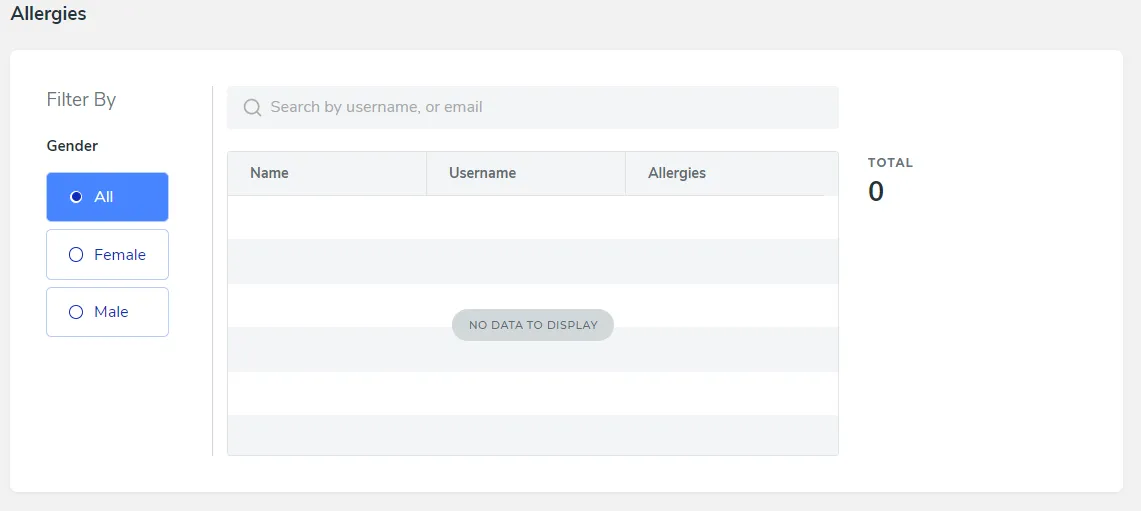 Allergies
Filter By
Gender
All
Female
Male
Search by username, or email
Name
Username
Allergies
NO DATA TO DISPLAY
TOTAL
0